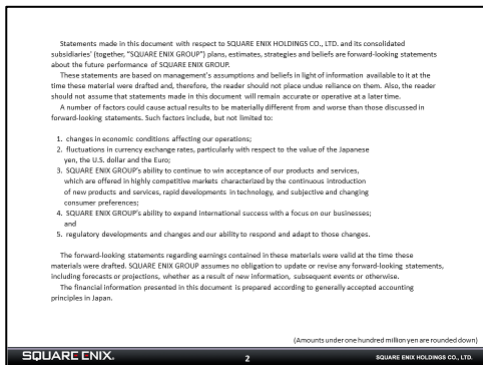 Statements made in this document with respect to SQUARE ENIX HOLDINGS CO., LTD. and its consolidated
subsidiaries' (together, "SQUARE ENIX GROUP") plans, estimates, strategies and beliefs are forward-looking statements
about the future performance of SQUARE ENIX GROUP.
These statements are based on management's assumptions and beliefs in light of information available to it at the
time these material were drafted and, therefore, the reader should not place undue reliance on them. Also, the reader
should not assume that statements made in this document will remain accurate or operative at a later time.
A number of factors could cause actual results to be materially different from and worse than those discussed in
forward-looking statements. Such factors include, but not limited to:
1. changes in economic conditions affecting our operations;
2. fluctuations in currency exchange rates, particularly with respect to the value of the Japanese
yen, the U.S. dollar and the Euro;
3. SQUARE ENIX GROUP's ability to continue to win acceptance of our products and services,
which are offered in highly competitive markets characterized by the continuous introduction
of new products and services, rapid developments in technology, and subjective and changing
consumer preferences;
4. SQUARE ENIX GROUP's ability to expand international success with a focus on our businesses;
and
5. regulatory developments and changes and our ability to respond and adapt to those changes.
The forward-looking statements regarding earnings contained in these materials were valid at the time these
materials were drafted. SQUARE ENIX GROUP assumes no obligation to update or revise any forward-looking statements,
including forecasts or projections, whether as a result of new information, subsequent events or otherwise.
The financial information presented in this document is prepared according to generally accepted accounting
principles in Japan.
(Amounts under one hundred million yen are rounded down)
SQUARE ENIX. 2 SQUARE ENIX HOLDINGS CO., LTD.